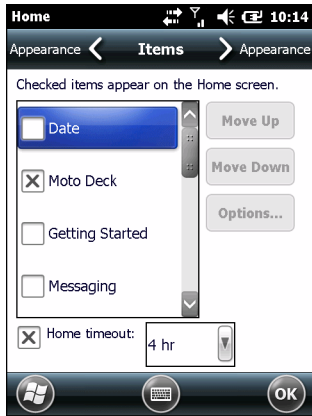 Home 10:14
Appearance Items Appearance
Checked items appear on the Home screen.
Date
Moto Deck
Getting Started
Messaging
Move Up
Move Down
Options...
Home timeout: 4 hr
OK